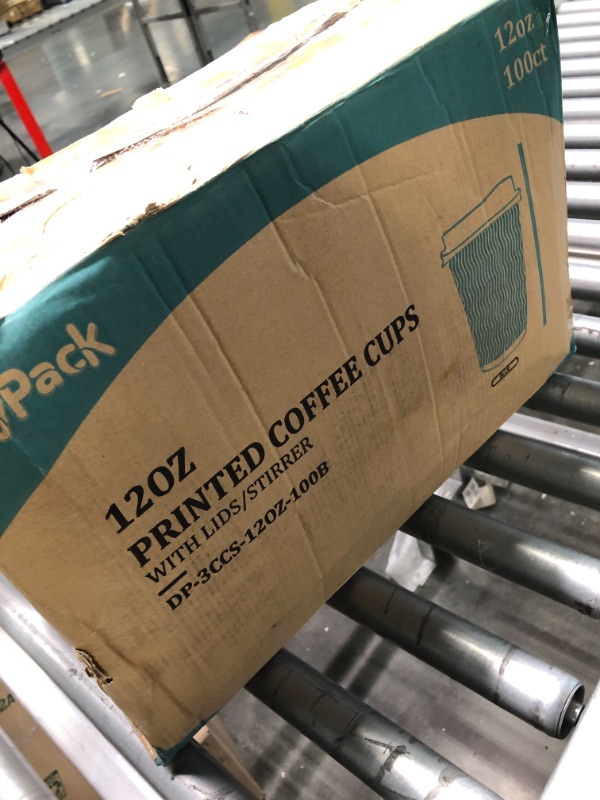 12oz
100ct
Pack
12OZ
PRINTED COFFEE CUPS
WITH LIDS/STIRRER
DP-3CCS-12OZ-100B